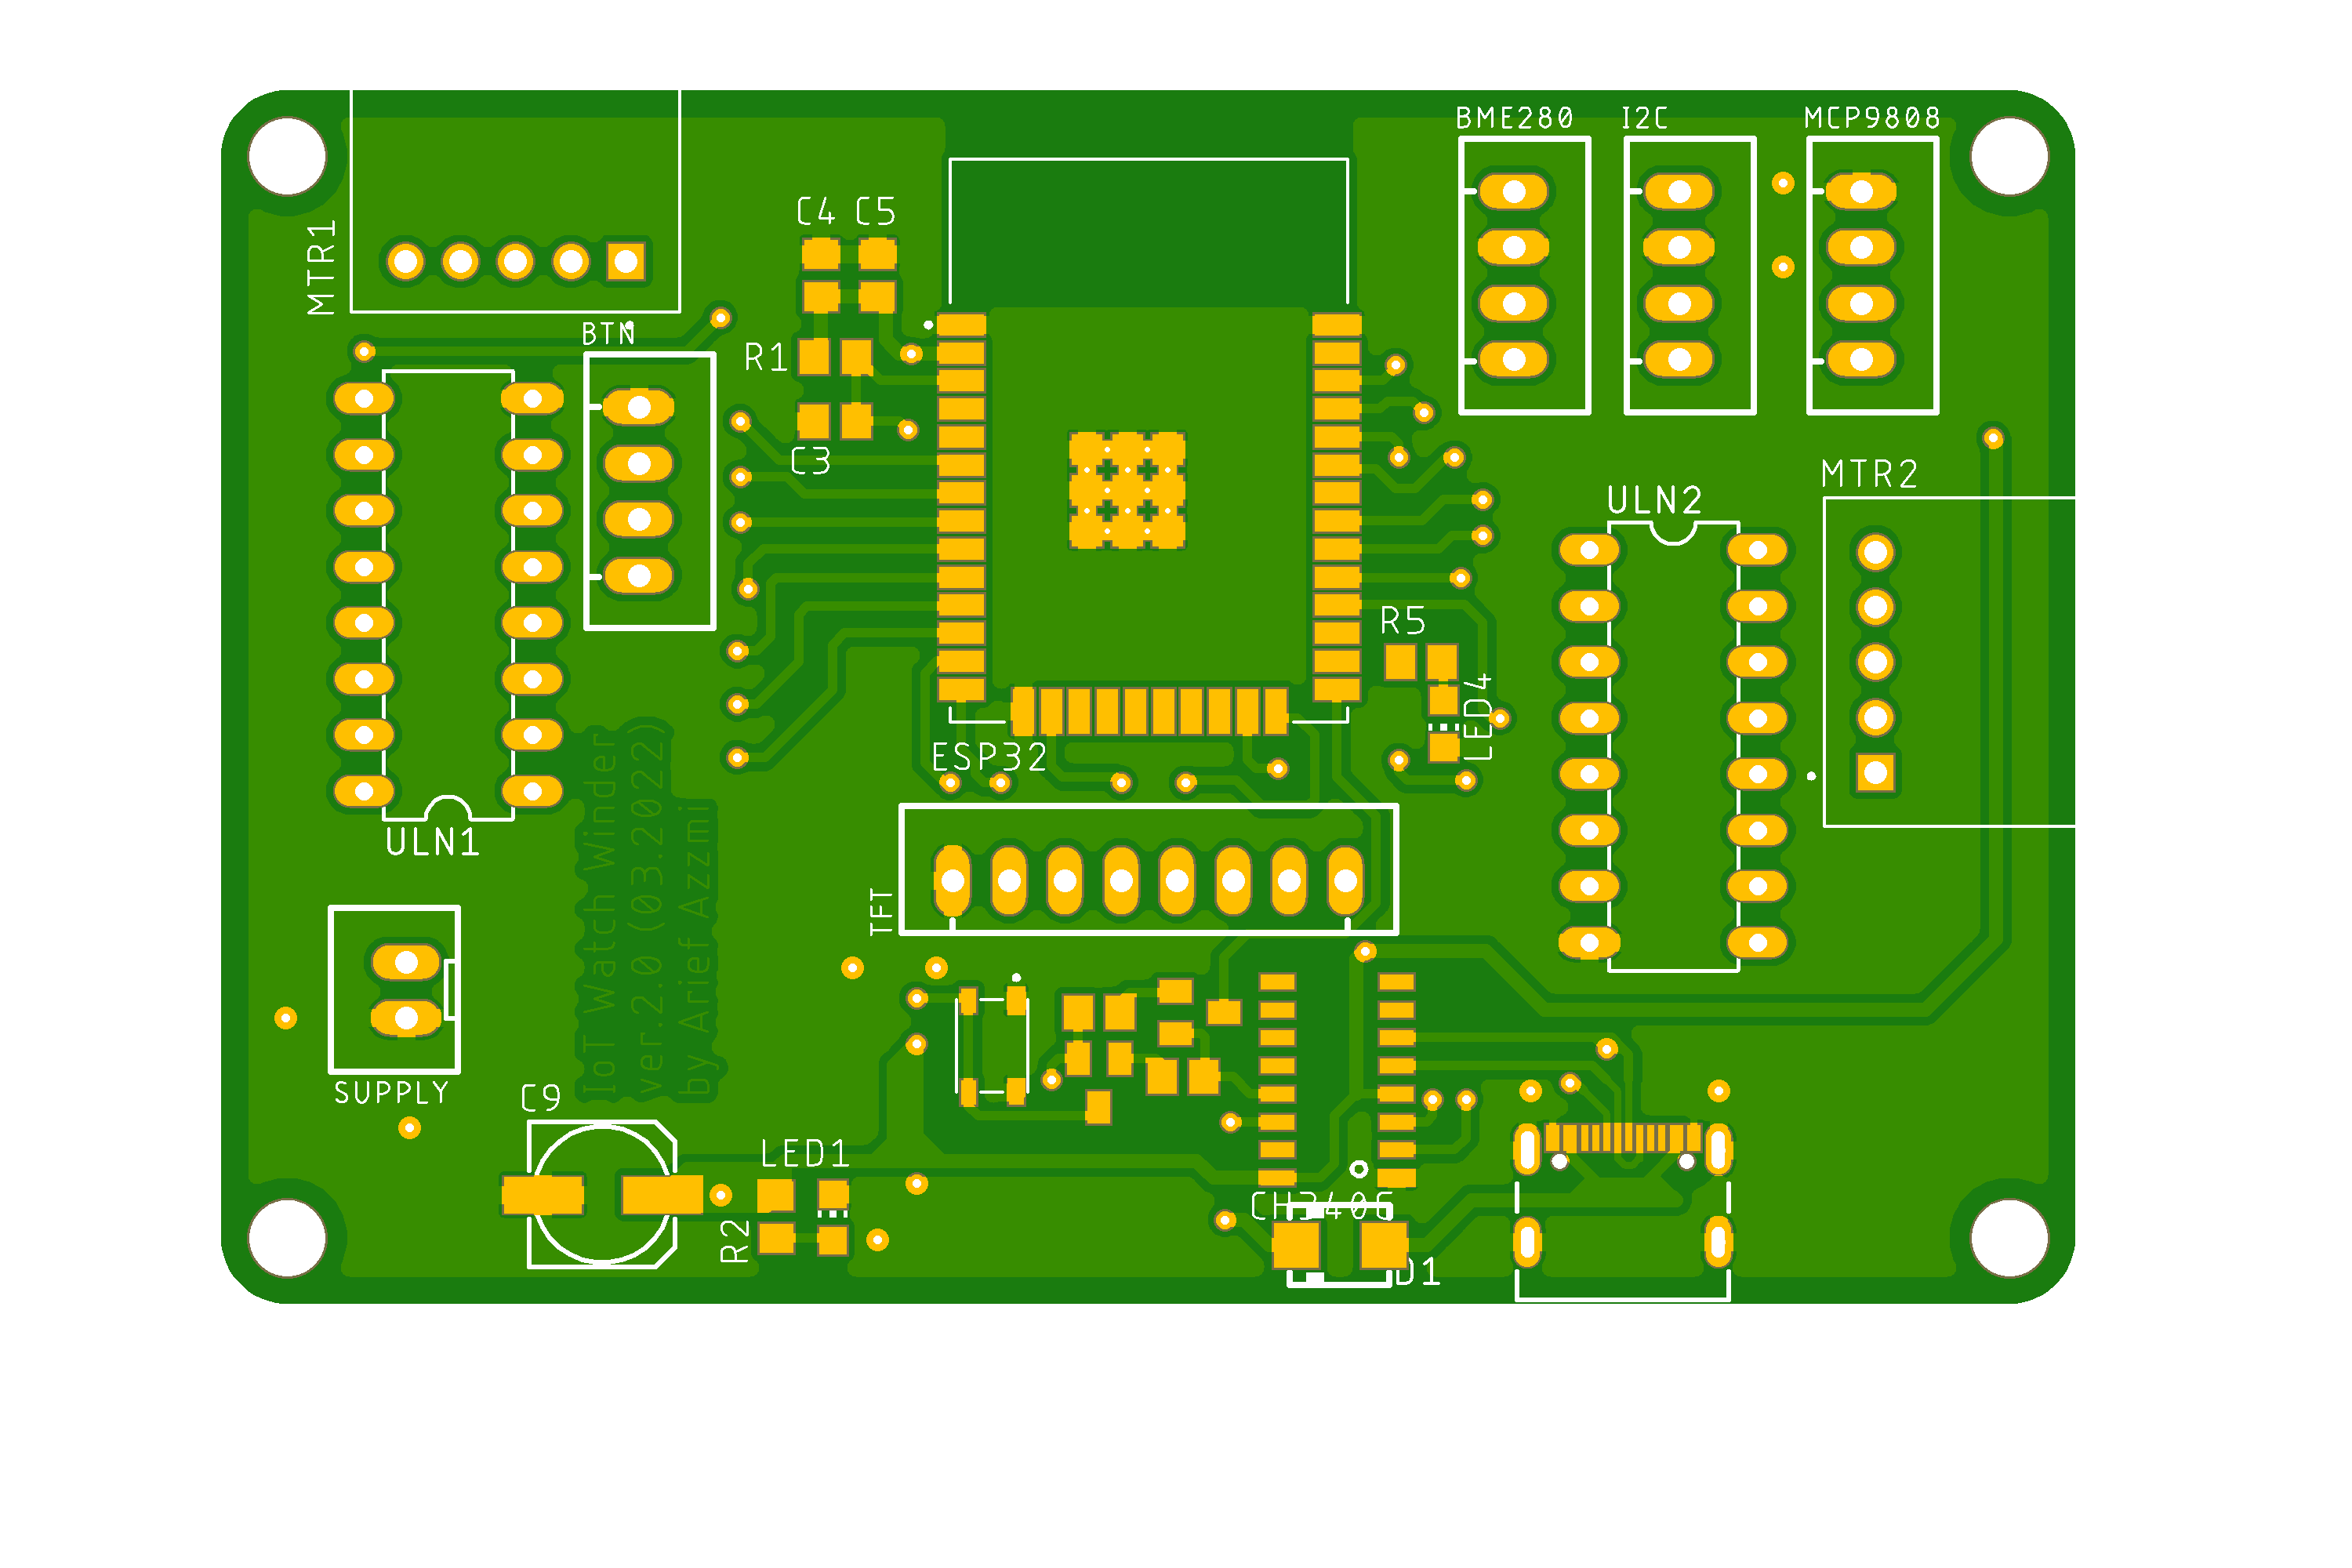 BME280
I2C
MCP9808
C4
C5
MTR1
BTN
R1
C3
MTR2
ULN2
R5
LED4
ESP32
IoT Watch Winder
ver.2.0 (03.2022)
by Arief Azzmi
ULN1
TFT
SUPPLY
C9
LED1
R2
CH340G
D1